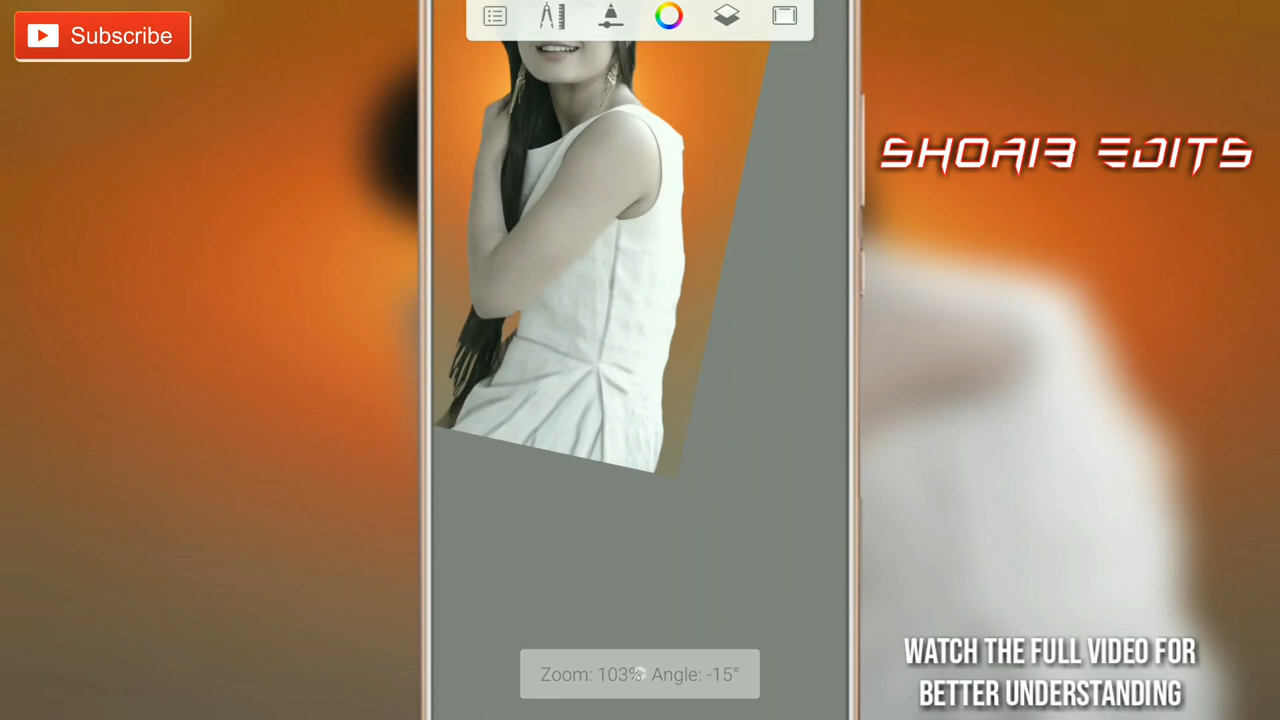 Subscribe
SHOAIB EDITS
Zoom: 103% Angle: -15°
WATCH THE FULL VIDEO FOR
BETTER UNDERSTANDING